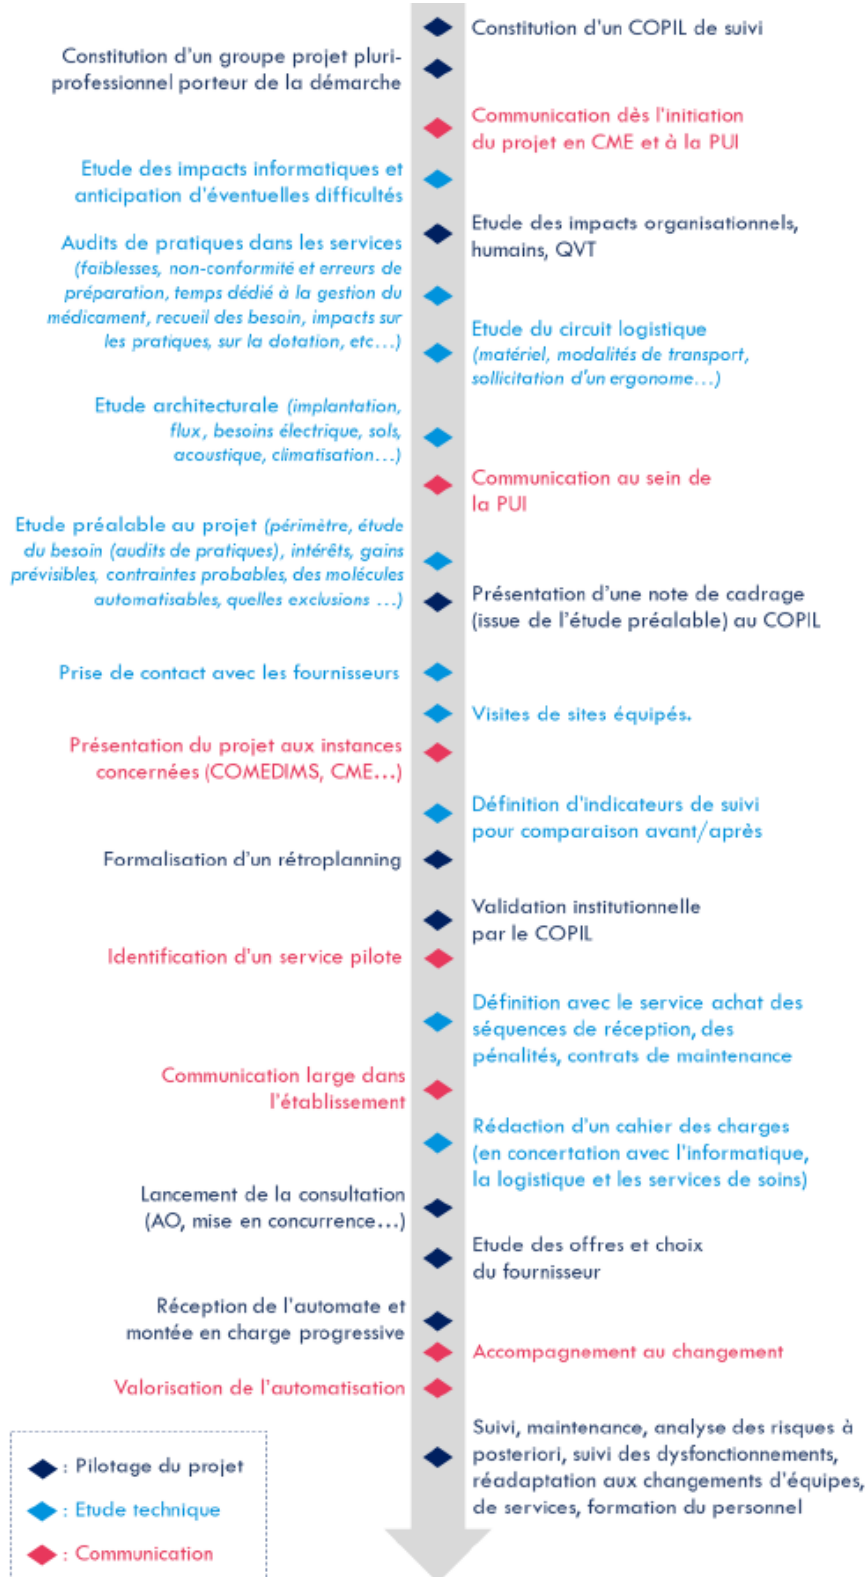 Constitution d'un COPIL de suivi
Constitution d'un groupe projet pluri-
professionnel porteur de la démarche
Communication dès l'initiation
du projet en CME et à la PUI
Etude des impacts informatiques et
anticipation d'éventuelles difficultés
Etude des impacts organisationnels,
humains, QVT
Audits de pratiques dans les services
(faiblesses, non-conformité et erreurs de
préparation, temps dédié à la gestion du
médicament, recueil des besoin, impacts sur
les pratiques, sur la dotation, etc...)
Etude du circuit logistique
(matériel, modalités de transport,
sollicitation d'un ergonome...)
Etude architecturale (implantation,
flux, besoins électrique, sols,
acoustique, climatisation...)
Communication au sein de
la PUI
Etude préalable au projet (périmètre, étude
du besoin (audits de pratiques), intérêts, gains
prévisibles, contraintes probables, des molécules
automatisables, quelles exclusions ...)
Présentation d'une note de cadrage
(issue de l'étude préalable) au COPIL
Prise de contact avec les fournisseurs
Visites de sites équipés.
Présentation du projet aux instances
concernées (COMEDIMS, CME...)
Définition d'indicateurs de suivi
pour comparaison avant/après
Formalisation d'un rétroplanning
Validation institutionnelle
par le COPIL
Identification d'un service pilote
Définition avec le service achat des
séquences de réception, des
pénalités, contrats de maintenance
Communication large dans
l'établissement
Rédaction d'un cahier des charges
(en concertation avec l'informatique,
la logistique et les services de soins)
Lancement de la consultation
(AO, mise en concurrence...)
Etude des offres et choix
du fournisseur
Réception de l'automate et
montée en charge progressive
Accompagnement au changement
Valorisation de l'automatisation
Suivi, maintenance, analyse des risques à
posteriori, suivi des dysfonctionnements,
réadaptation aux changements d'équipes,
de services, formation du personnel
: Pilotage du projet
: Etude technique
: Communication